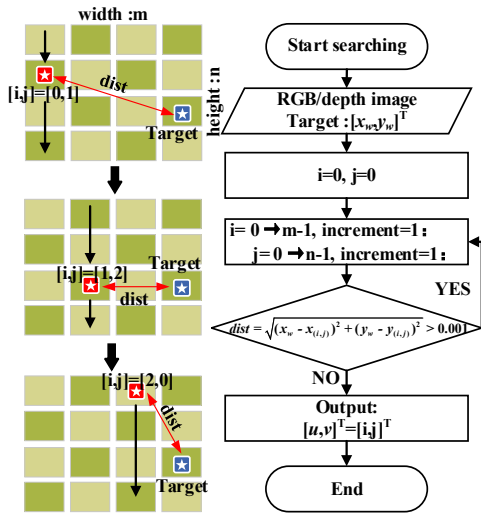 width :m
height :n
dist
[i,j]=[0,1]
Target
Target
[i,j]=[1,2]
dist
[i,j]=[2,0]
dist
Target
Start searching
RGB/depth image
Target :[x_w,y_w]^T
i=0, j=0
i= 0 → m-1, increment=1：
j= 0 → n-1, increment=1：
YES
dist = √((x_w - x_(i,j))² + (y_w - y_(i,j))²) > 0.001
NO
Output:
[u,v]^T=[i,j]^T
End